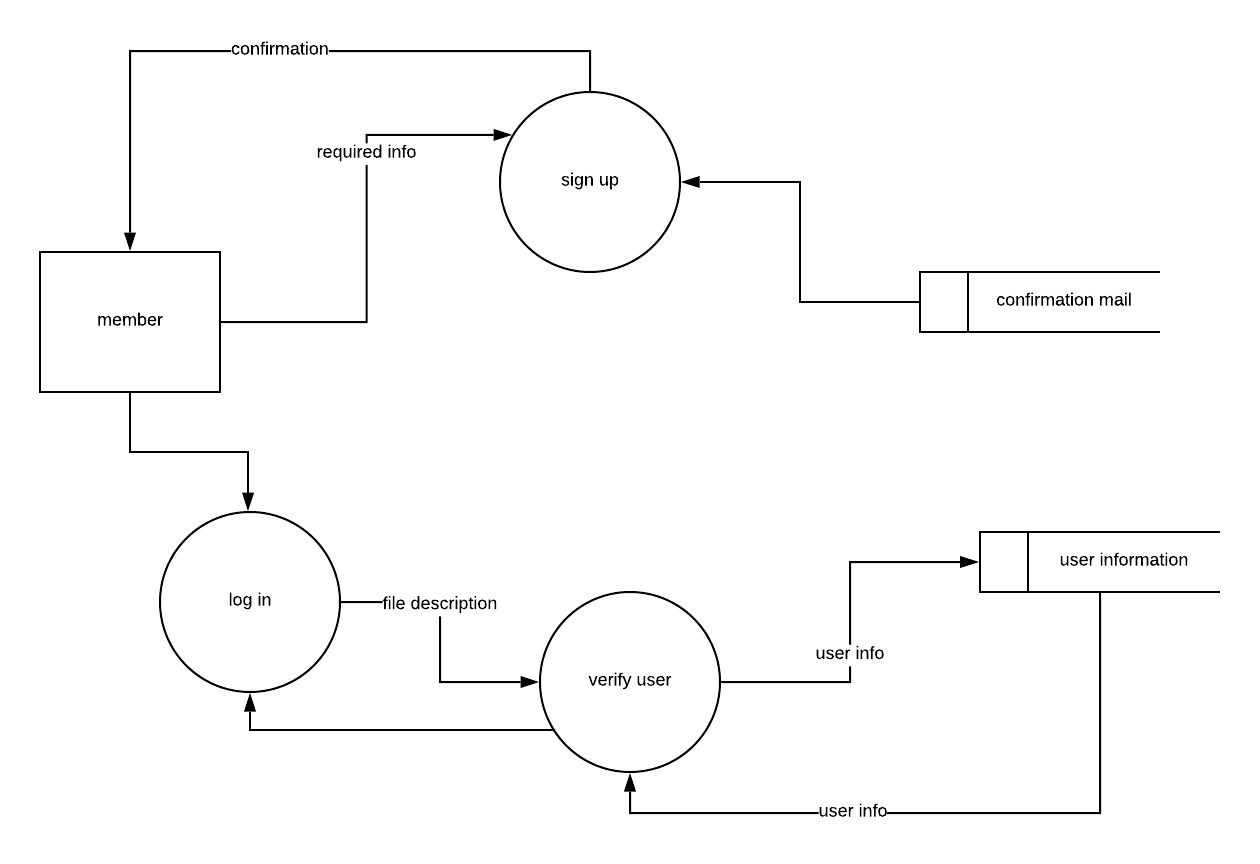 confirmation
required info
sign up
confirmation mail
member
user information
log in
file description
user info
verify user
user info